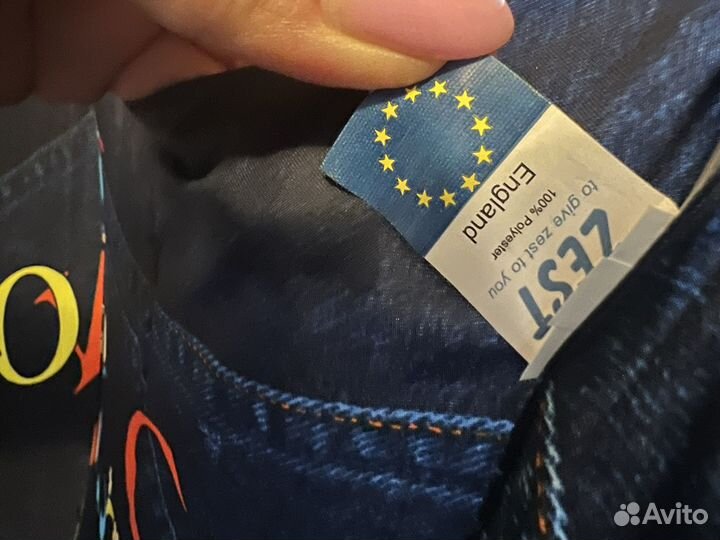 ZEST
to give zest to you
England
100% Polyester
Avito